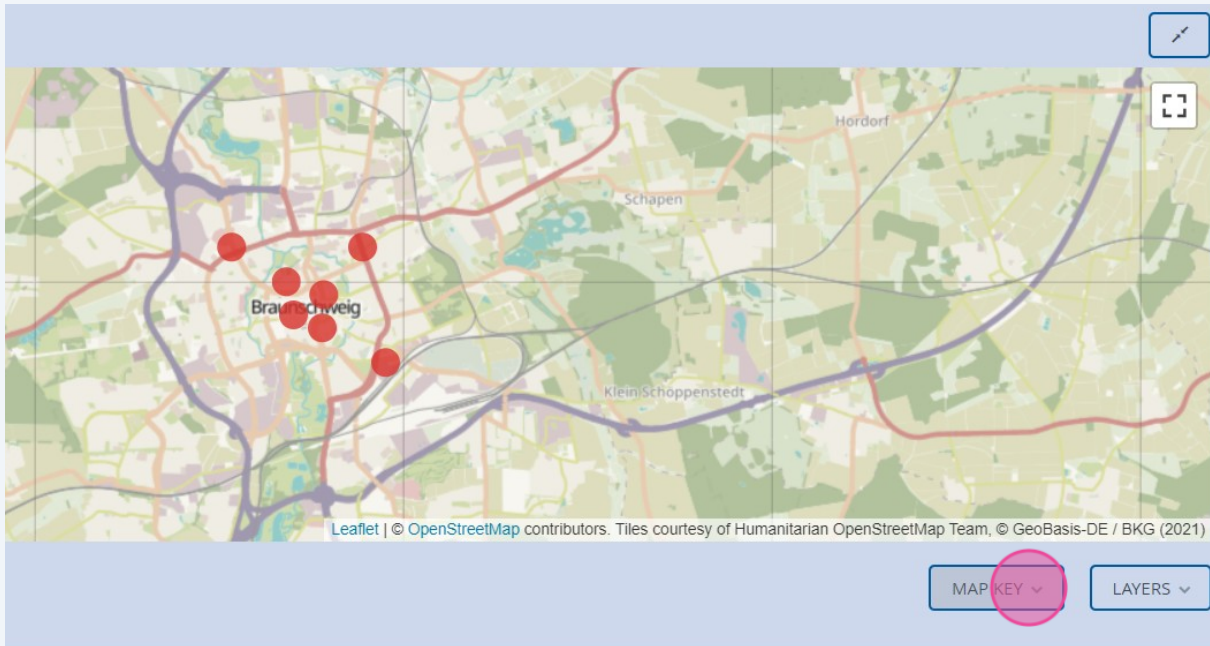 Hordorf
Schapen
Braunschweig
Klein Schöppenstedt
Leaflet | © OpenStreetMap contributors. Tiles courtesy of Humanitarian OpenStreetMap Team, © GeoBasis-DE / BKG (2021)
MAP KEY
LAYERS